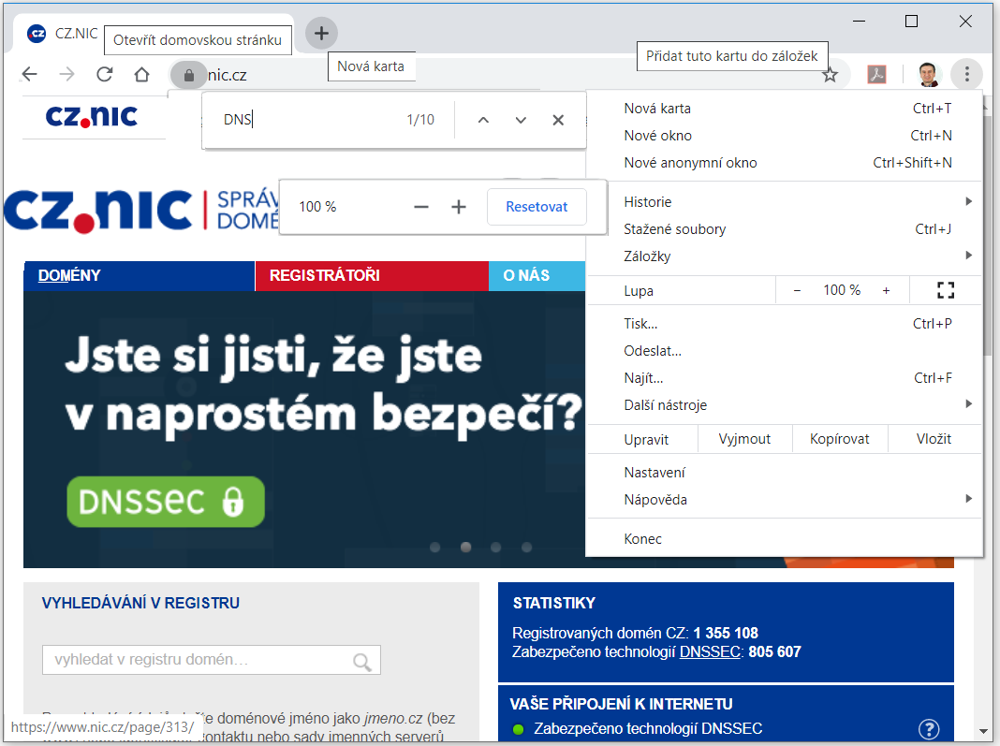 CZ.NIC
Otevřít domovskou stránku
Nová karta
Přidat tuto kartu do záložek
nic.cz
cz.nic
DNS 1/10
cz.nic SPRÁV
DOMÉ
100 % − + Resetovat
Nová karta Ctrl+T
Nové okno Ctrl+N
Nové anonymní okno Ctrl+Shift+N
Historie
Stažené soubory Ctrl+J
Záložky
Lupa − 100 % +
Tisk... Ctrl+P
Odeslat...
Najít... Ctrl+F
Další nástroje
Upravit Vyjmout Kopírovat Vložit
Nastavení
Nápověda
Konec
DOMÉNY REGISTRÁTOŘI O NÁS
Jste si jisti, že jste
v naprostém bezpečí?
DNSSEC
VYHLEDÁVÁNÍ V REGISTRU
vyhledat v registru domén…
doménové jméno jako jmeno.cz (bez
kontaktu nebo sady jmenných serverů
https://www.nic.cz/page/313/
STATISTIKY
Registrovaných domén CZ: 1 355 108
Zabezpečeno technologií DNSSEC: 805 607
VAŠE PŘIPOJENÍ K INTERNETU
Zabezpečeno technologií DNSSEC ?